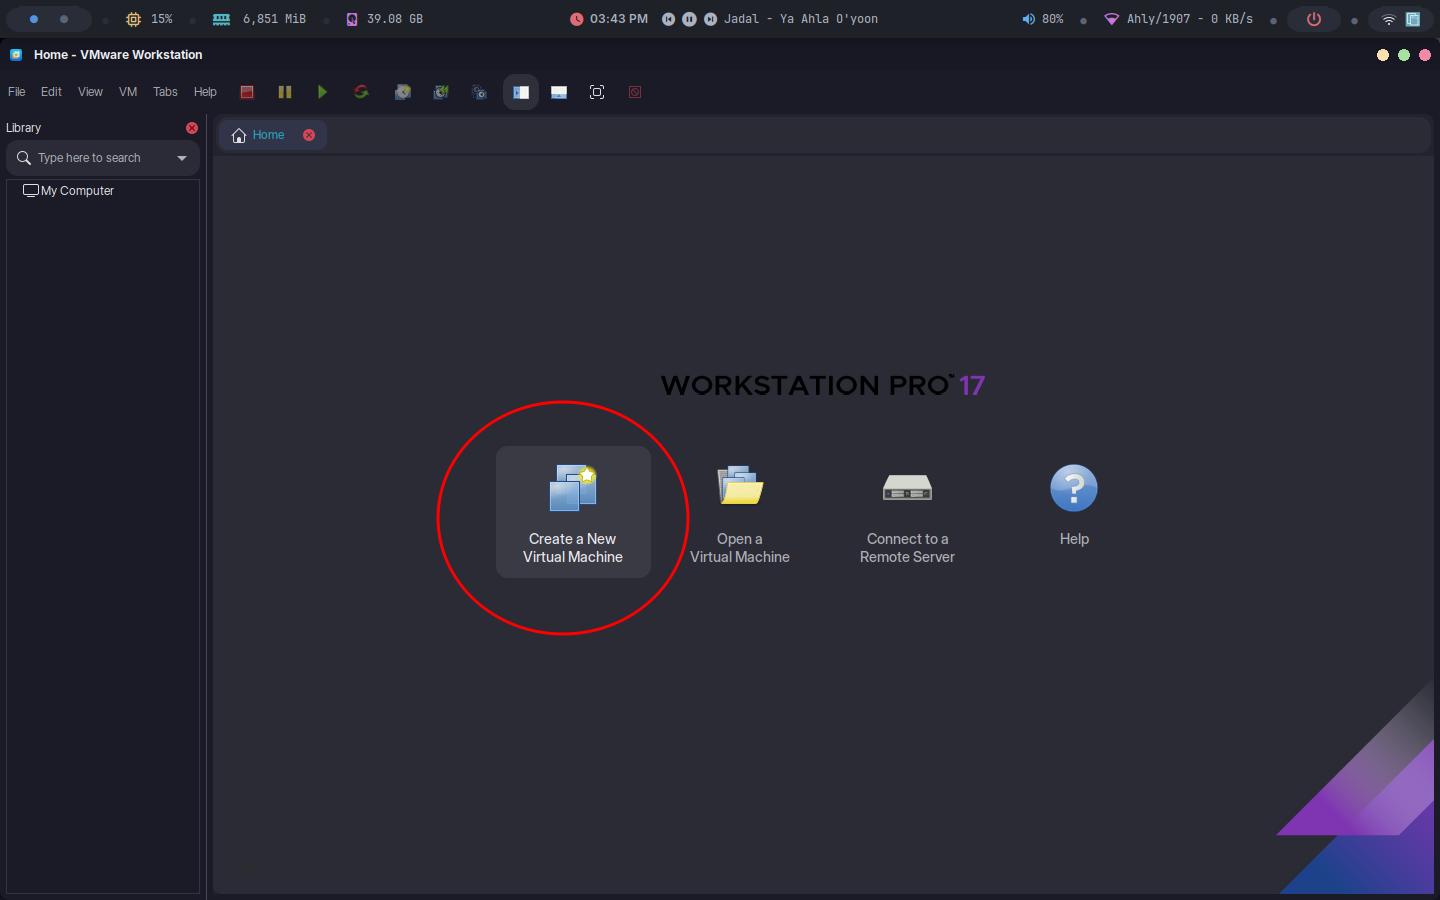 15% 6,851 MiB 39.08 GB 03:43 PM Jadal - Ya Ahla O'yoon 80% Ahly/1907 - 0 KB/s
Home - VMware Workstation
File Edit View VM Tabs Help
Library
Type here to search
My Computer
Home
WORKSTATION PRO™ 17
Create a New
Virtual Machine
Open a
Virtual Machine
Connect to a
Remote Server
?
Help